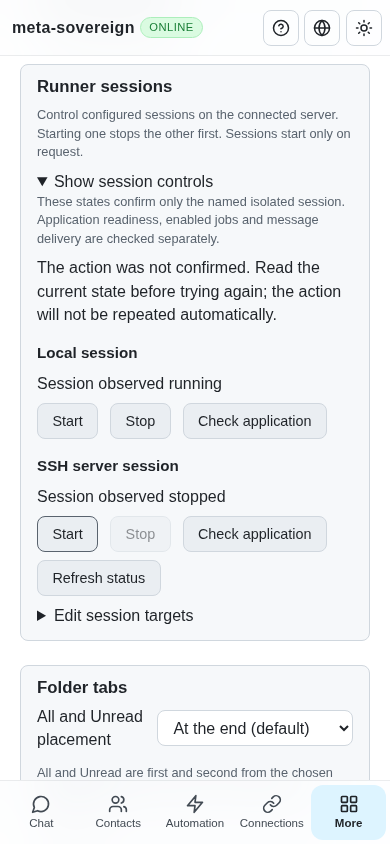 meta-sovereign ONLINE
Runner sessions
Control configured sessions on the connected server.
Starting one stops the other first. Sessions start only on
request.
Show session controls
These states confirm only the named isolated session.
Application readiness, enabled jobs and message
delivery are checked separately.
The action was not confirmed. Read the
current state before trying again; the action
will not be repeated automatically.
Local session
Session observed running
Start Stop Check application
SSH server session
Session observed stopped
Start Stop Check application
Refresh status
Edit session targets
Folder tabs
All and Unread
placement
At the end (default)
All and Unread are first and second from the chosen
Chat Contacts Automation Connections More